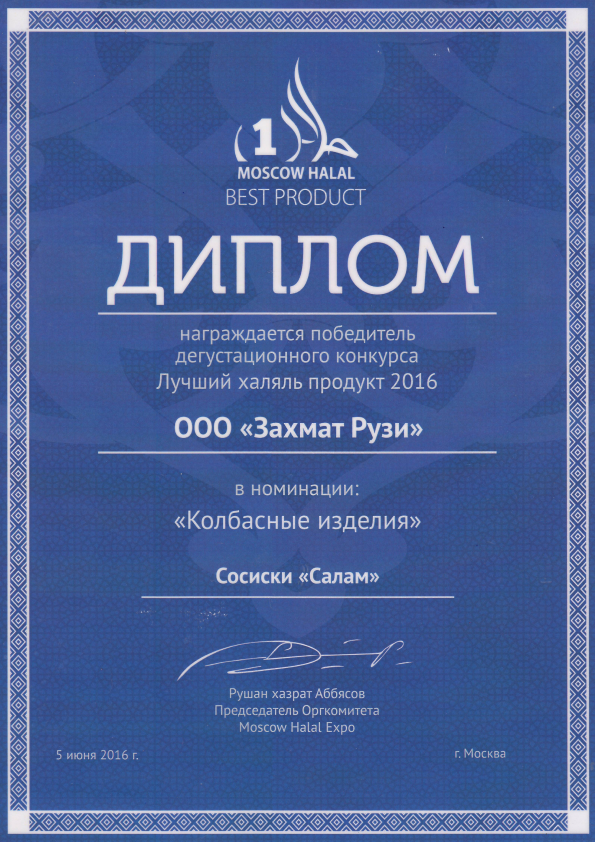 1
MOSCOW HALAL
BEST PRODUCT
ДИПЛОМ
награждается победитель
дегустационного конкурса
Лучший халяль продукт 2016
ООО «Захмат Рузи»
в номинации:
«Колбасные изделия»
Сосиски «Салам»
Рушан хазрат Аббясов
Председатель Оргкомитета
Moscow Halal Expo
5 июня 2016 г.
г. Москва